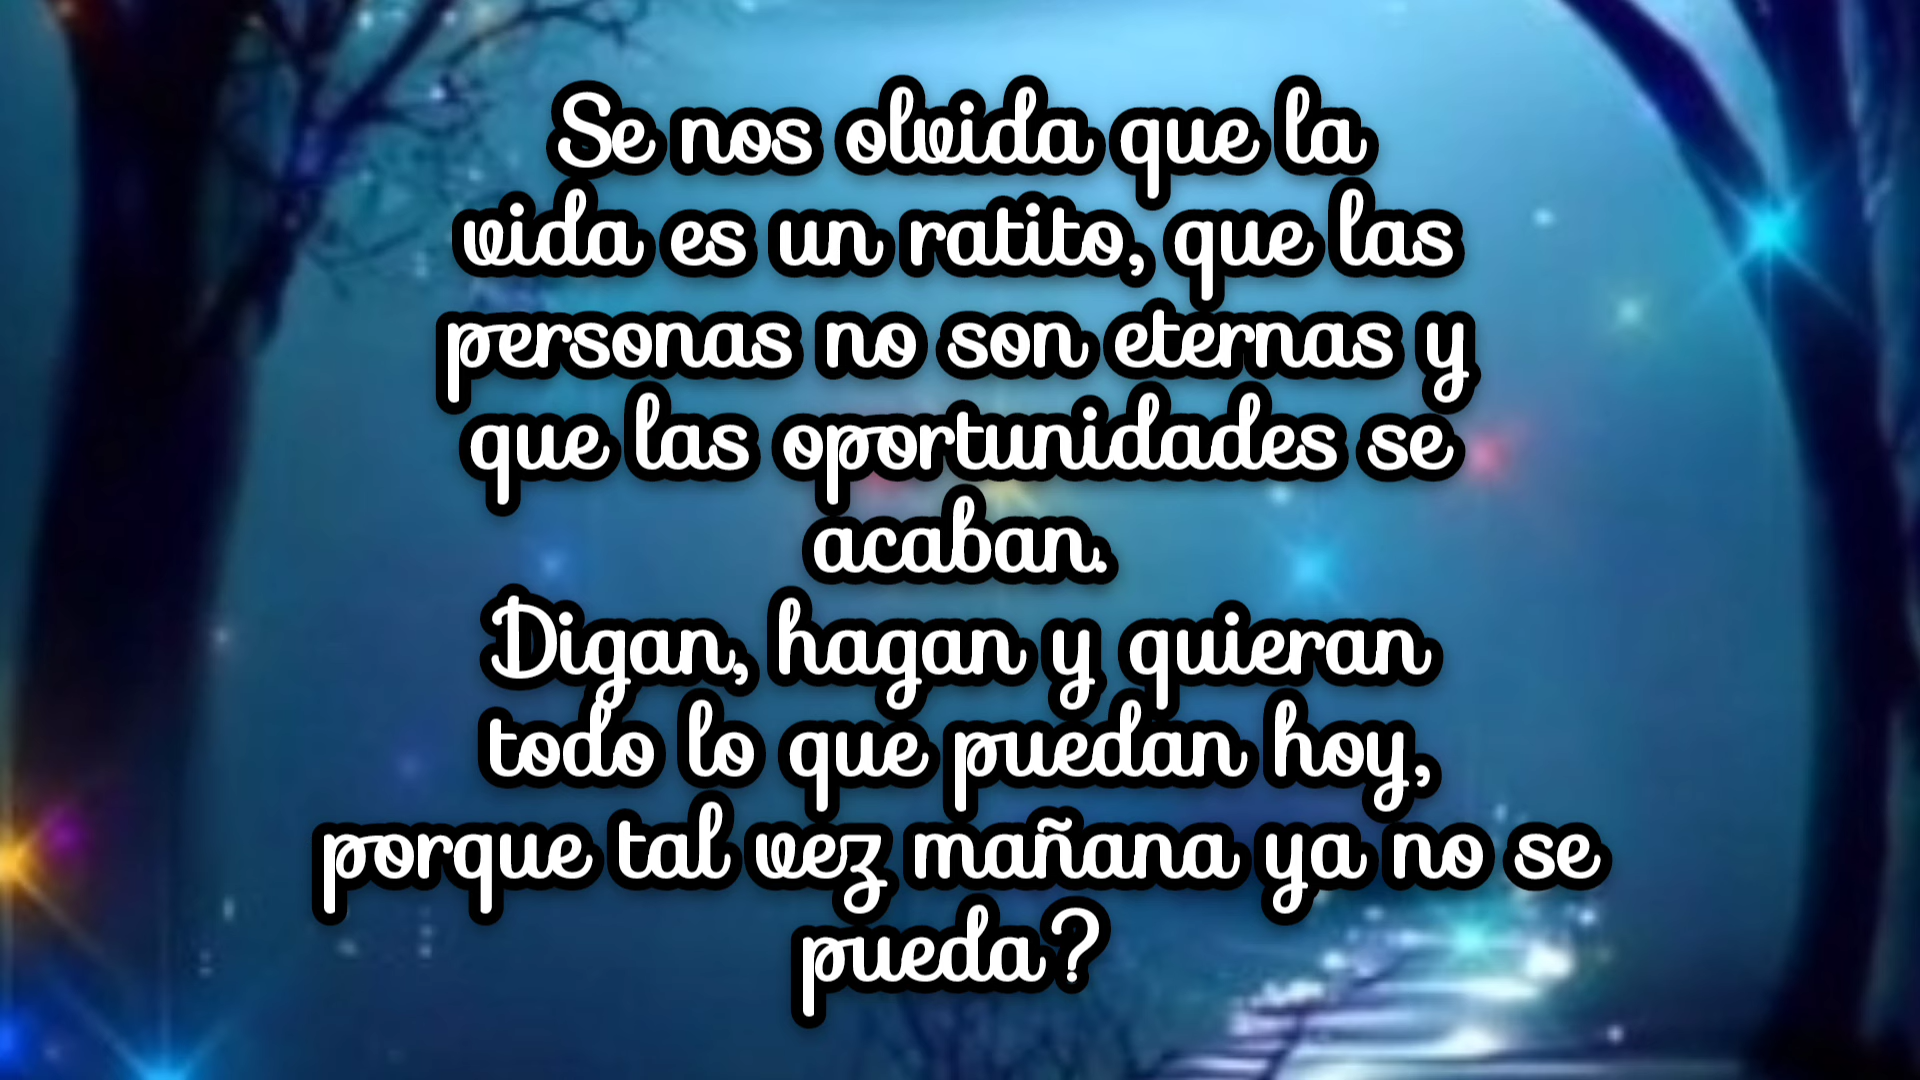 Se nos olvida que la
vida es un ratito, que las
personas no son eternas y
que las oportunidades se
acaban.
Digan, hagan y quieran
todo lo que puedan hoy,
porque tal vez mañana ya no se
pueda?